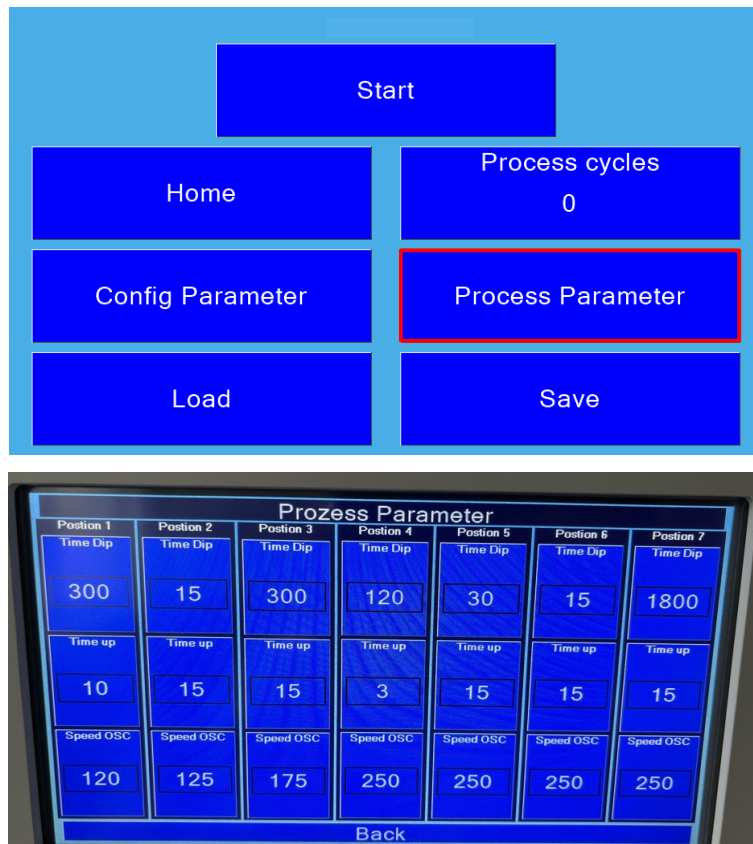 Start
Home
Process cycles
0
Config Parameter
Process Parameter
Load
Save
Prozess Parameter
Postion 1 Postion 2 Postion 3 Postion 4 Postion 5 Postion 6 Postion 7
Time Dip Time Dip Time Dip Time Dip Time Dip Time Dip Time Dip
300 15 300 120 30 15 1800
Time up Time up Time up Time up Time up Time up Time up
10 15 15 3 15 15 15
Speed OSC Speed OSC Speed OSC Speed OSC Speed OSC Speed OSC Speed OSC
120 125 175 250 250 250 250
Back